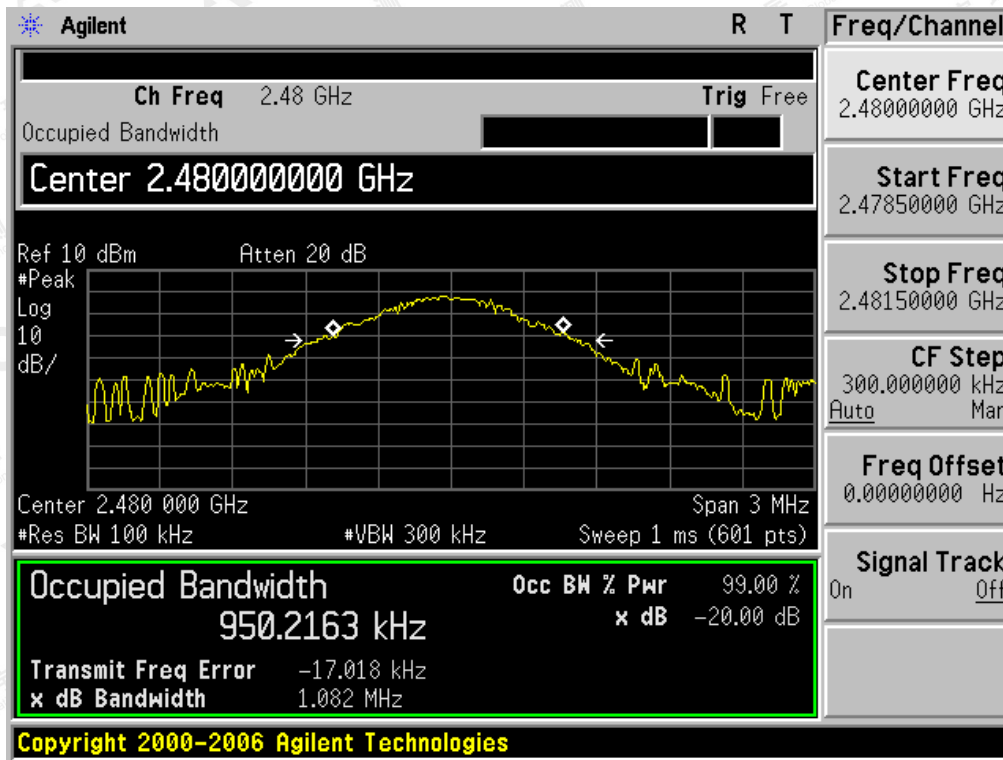 Agilent R T
Ch Freq 2.48 GHz Trig Free
Occupied Bandwidth
Center 2.480000000 GHz
Ref 10 dBm Atten 20 dB
#Peak
Log
10
dB/
Center 2.480 000 GHz Span 3 MHz
#Res BW 100 kHz #VBW 300 kHz Sweep 1 ms (601 pts)
Occupied Bandwidth Occ BW % Pwr 99.00 %
950.2163 kHz x dB -20.00 dB
Transmit Freq Error -17.018 kHz
x dB Bandwidth 1.082 MHz
Copyright 2000-2006 Agilent Technologies
Freq/Channel
Center Freq
2.48000000 GHz
Start Freq
2.47850000 GHz
Stop Freq
2.48150000 GHz
CF Step
300.000000 kHz
Auto Man
Freq Offset
0.00000000 Hz
Signal Track
On Off